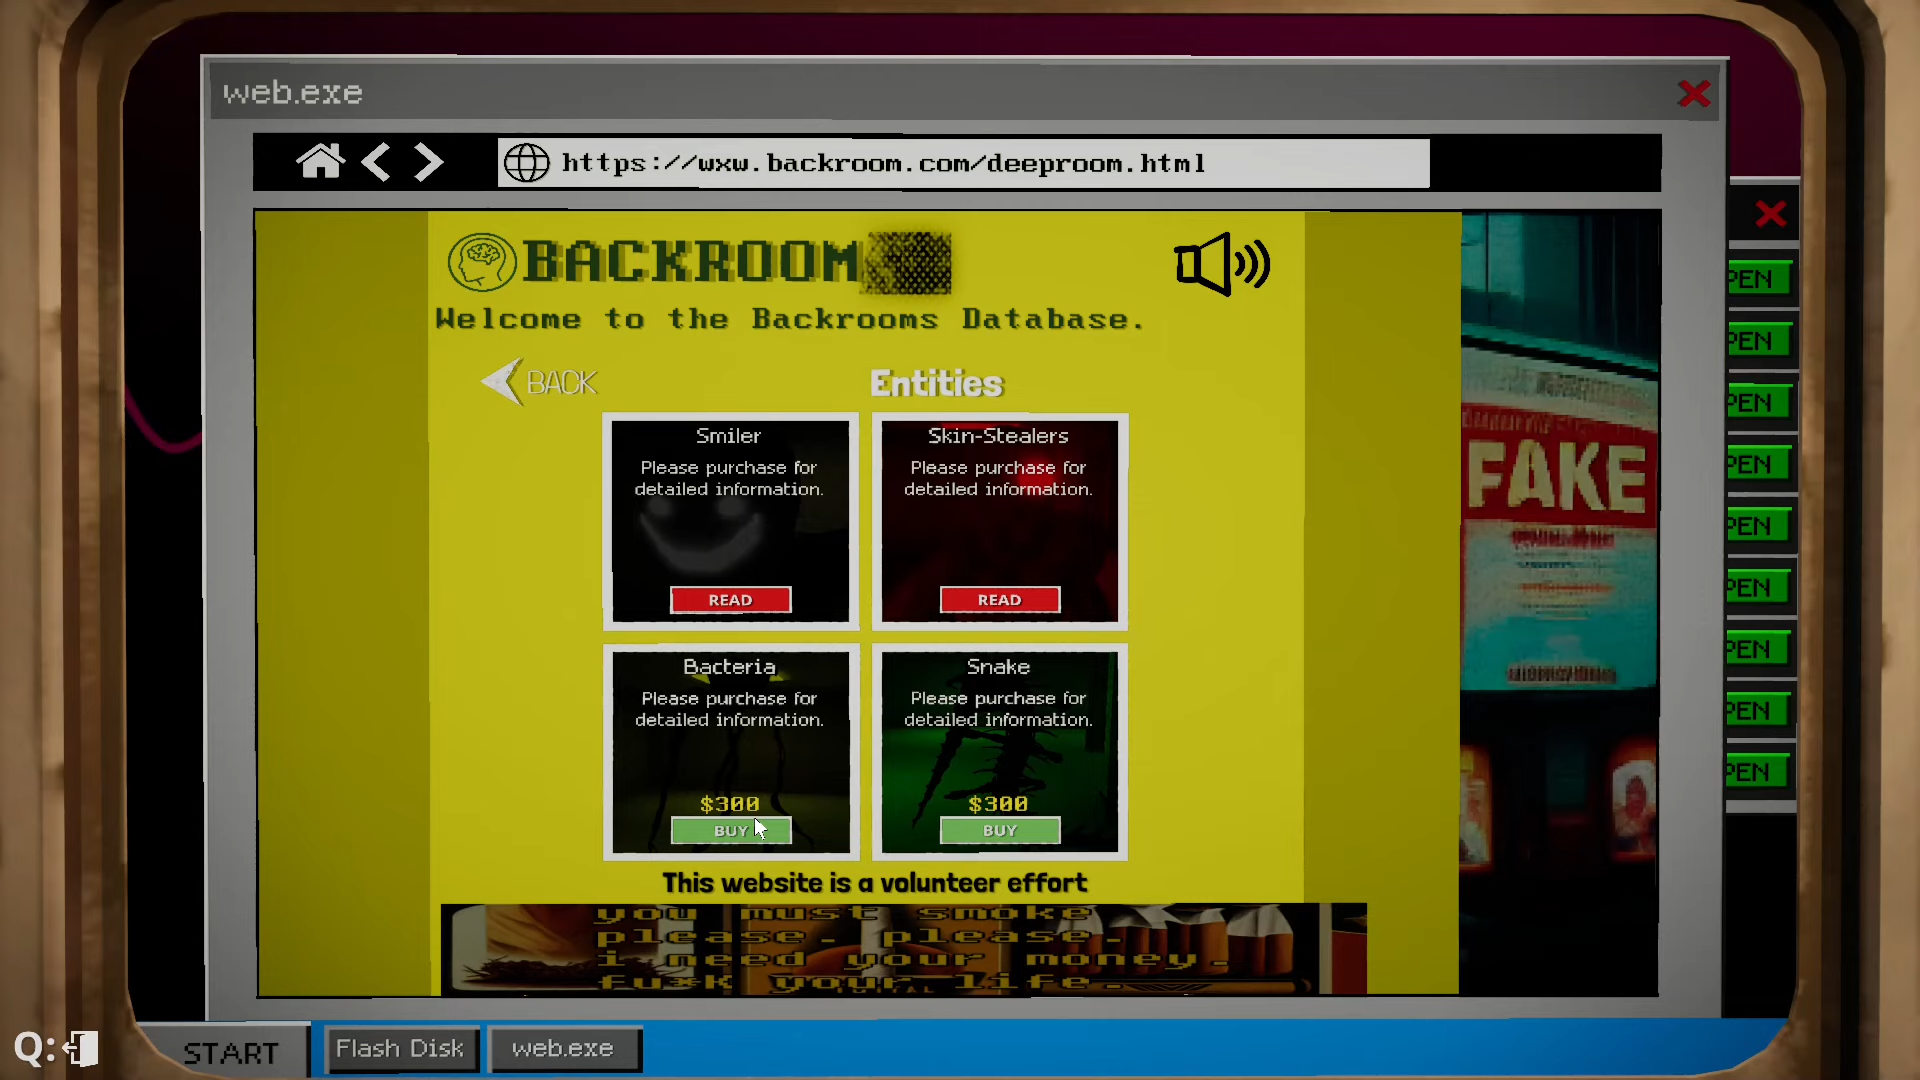 web.exe
https://wxw.backroom.com/deeproom.html
BACKROOM
Welcome to the Backrooms Database.
BACK
Entities
Smiler
Please purchase for
detailed information.
READ
Skin-Stealers
Please purchase for
detailed information.
READ
Bacteria
Please purchase for
detailed information.
$300
BUY
Snake
Please purchase for
detailed information.
$300
BUY
This website is a volunteer effort
you must smoke
please. please.
i need your money.
fu*k your life.
FAKE
PEN
PEN
PEN
PEN
PEN
PEN
PEN
PEN
PEN
Q:
START
Flash Disk
web.exe